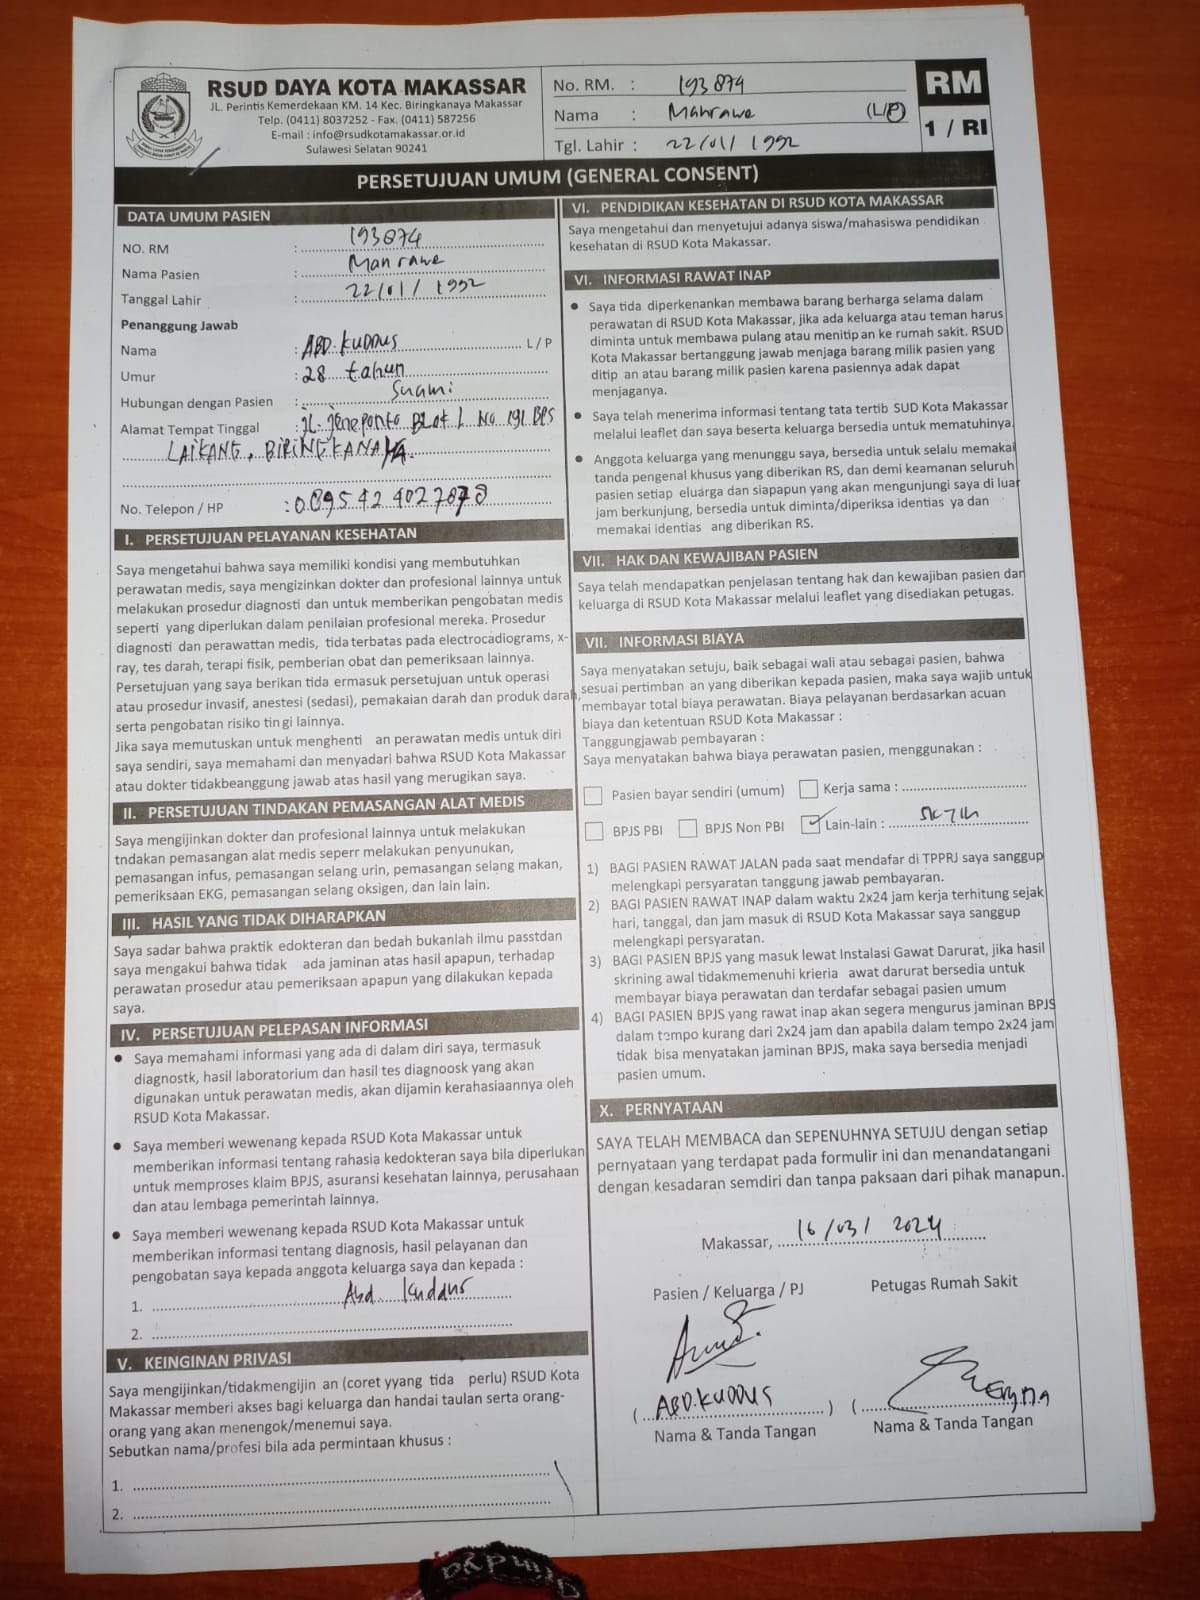 RSUD DAYA KOTA MAKASSAR
JL. Perintis Kemerdekaan KM. 14 Kec. Biringkanaya Makassar
Telp. (0411) 8037252 - Fax. (0411) 587256
E-mail : info@rsudkotamakassar.or.id
Sulawesi Selatan 90241
No. RM. : 193874
Nama : Mahrawe (L/P)
Tgl. Lahir : 22/01/1992
RM
1 / RI
PERSETUJUAN UMUM (GENERAL CONSENT)
DATA UMUM PASIEN
NO. RM : 193874
Nama Pasien : Mahrawe
Tanggal Lahir : 22/01/1992
Penanggung Jawab
Nama : ABD. KUDDUS L / P
Umur : 28 tahun
Hubungan dengan Pasien : Suami
Alamat Tempat Tinggal : jl. jeneponto Blok L No 191 BPS
LAIKANG, BIRINGKANAYA.
No. Telepon / HP :
I. PERSETUJUAN PELAYANAN KESEHATAN
Saya mengetahui bahwa saya memiliki kondisi yang membutuhkan
perawatan medis, saya mengizinkan dokter dan profesional lainnya untuk
melakukan prosedur diagnosti dan untuk memberikan pengobatan medis
seperti yang diperlukan dalam penilaian profesional mereka. Prosedur
diagnosti dan perawattan medis, tidaterbatas pada electrocadiograms, x-
ray, tes darah, terapi fisik, pemberian obat dan pemeriksaan lainnya.
Persetujuan yang saya berikan tida ermasuk persetujuan untuk operasi
atau prosedur invasif, anestesi (sedasi), pemakaian darah dan produk darah,
serta pengobatan risiko tin gi lainnya.
Jika saya memutuskan untuk menghenti an perawatan medis untuk diri
saya sendiri, saya memahami dan menyadari bahwa RSUD Kota Makassar
atau dokter tidakbeanggung jawab atas hasil yang merugikan saya.
II. PERSETUJUAN TINDAKAN PEMASANGAN ALAT MEDIS
Saya mengijinkan dokter dan profesional lainnya untuk melakukan
tndakan pemasangan alat medis seperr melakukan penyunukan,
pemasangan infus, pemasangan selang urin, pemasangan selang makan,
pemeriksaan EKG, pemasangan selang oksigen, dan lain lain.
III. HASIL YANG TIDAK DIHARAPKAN
Saya sadar bahwa praktik edokteran dan bedah bukanlah ilmu passtdan
saya mengakui bahwa tidak ada jaminan atas hasil apapun, terhadap
perawatan prosedur atau pemeriksaan apapun yang dilakukan kepada
saya.
IV. PERSETUJUAN PELEPASAN INFORMASI
● Saya memahami informasi yang ada di dalam diri saya, termasuk
diagnostk, hasil laboratorium dan hasil tes diagnoosk yang akan
digunakan untuk perawatan medis, akan dijamin kerahasiaannya oleh
RSUD Kota Makassar.
● Saya memberi wewenang kepada RSUD Kota Makassar untuk
memberikan informasi tentang rahasia kedokteran saya bila diperlukan
untuk memproses klaim BPJS, asuransi kesehatan lainnya, perusahaan
dan atau lembaga pemerintah lainnya.
● Saya memberi wewenang kepada RSUD Kota Makassar untuk
memberikan informasi tentang diagnosis, hasil pelayanan dan
pengobatan saya kepada anggota keluarga saya dan kepada :
1. Abd. Kuddus
2.
V. KEINGINAN PRIVASI
Saya mengijinkan/tidakmengijin an (coret yyang tida perlu) RSUD Kota
Makassar memberi akses bagi keluarga dan handai taulan serta orang-
orang yang akan menengok/menemui saya.
Sebutkan nama/profesi bila ada permintaan khusus :
1.
2.
VI. PENDIDIKAN KESEHATAN DI RSUD KOTA MAKASSAR
Saya mengetahui dan menyetujui adanya siswa/mahasiswa pendidikan
kesehatan di RSUD Kota Makassar.
VI. INFORMASI RAWAT INAP
● Saya tida diperkenankan membawa barang berharga selama dalam
perawatan di RSUD Kota Makassar, jika ada keluarga atau teman harus
diminta untuk membawa pulang atau menitip an ke rumah sakit. RSUD
Kota Makassar bertanggung jawab menjaga barang milik pasien yang
ditip an atau barang milik pasien karena pasiennya adak dapat
menjaganya.
● Saya telah menerima informasi tentang tata tertib SUD Kota Makassar
melalui leaflet dan saya beserta keluarga bersedia untuk mematuhinya.
● Anggota keluarga yang menunggu saya, bersedia untuk selalu memakai
tanda pengenal khusus yang diberikan RS, dan demi keamanan seluruh
pasien setiap eluarga dan siapapun yang akan mengunjungi saya di luar
jam berkunjung, bersedia untuk diminta/diperiksa identias ya dan
memakai identias ang diberikan RS.
VII. HAK DAN KEWAJIBAN PASIEN
Saya telah mendapatkan penjelasan tentang hak dan kewajiban pasien dan
keluarga di RSUD Kota Makassar melalui leaflet yang disediakan petugas.
VII. INFORMASI BIAYA
Saya menyatakan setuju, baik sebagai wali atau sebagai pasien, bahwa
sesuai pertimban an yang diberikan kepada pasien, maka saya wajib untuk
membayar total biaya perawatan. Biaya pelayanan berdasarkan acuan
biaya dan ketentuan RSUD Kota Makassar :
Tanggungjawab pembayaran :
Saya menyatakan bahwa biaya perawatan pasien, menggunakan :
Pasien bayar sendiri (umum) Kerja sama :
BPJS PBI BPJS Non PBI Lain-lain :
1) BAGI PASIEN RAWAT JALAN pada saat mendafar di TPPRJ saya sanggup
melengkapi persyaratan tanggung jawab pembayaran.
2) BAGI PASIEN RAWAT INAP dalam waktu 2x24 jam kerja terhitung sejak
hari, tanggal, dan jam masuk di RSUD Kota Makassar saya sanggup
melengkapi persyaratan.
3) BAGI PASIEN BPJS yang masuk lewat Instalasi Gawat Darurat, jika hasil
skrining awal tidakmemenuhi krieria awat darurat bersedia untuk
membayar biaya perawatan dan terdafar sebagai pasien umum
4) BAGI PASIEN BPJS yang rawat inap akan segera mengurus jaminan BPJS
dalam tempo kurang dari 2x24 jam dan apabila dalam tempo 2x24 jam
tidak bisa menyatakan jaminan BPJS, maka saya bersedia menjadi
pasien umum.
X. PERNYATAAN
SAYA TELAH MEMBACA dan SEPENUHNYA SETUJU dengan setiap
pernyataan yang terdapat pada formulir ini dan menandatangani
dengan kesadaran semdiri dan tanpa paksaan dari pihak manapun.
Makassar, 16/03/2024
Pasien / Keluarga / PJ Petugas Rumah Sakit
( ABD. KUDDUS ) (
Nama & Tanda Tangan Nama & Tanda Tangan